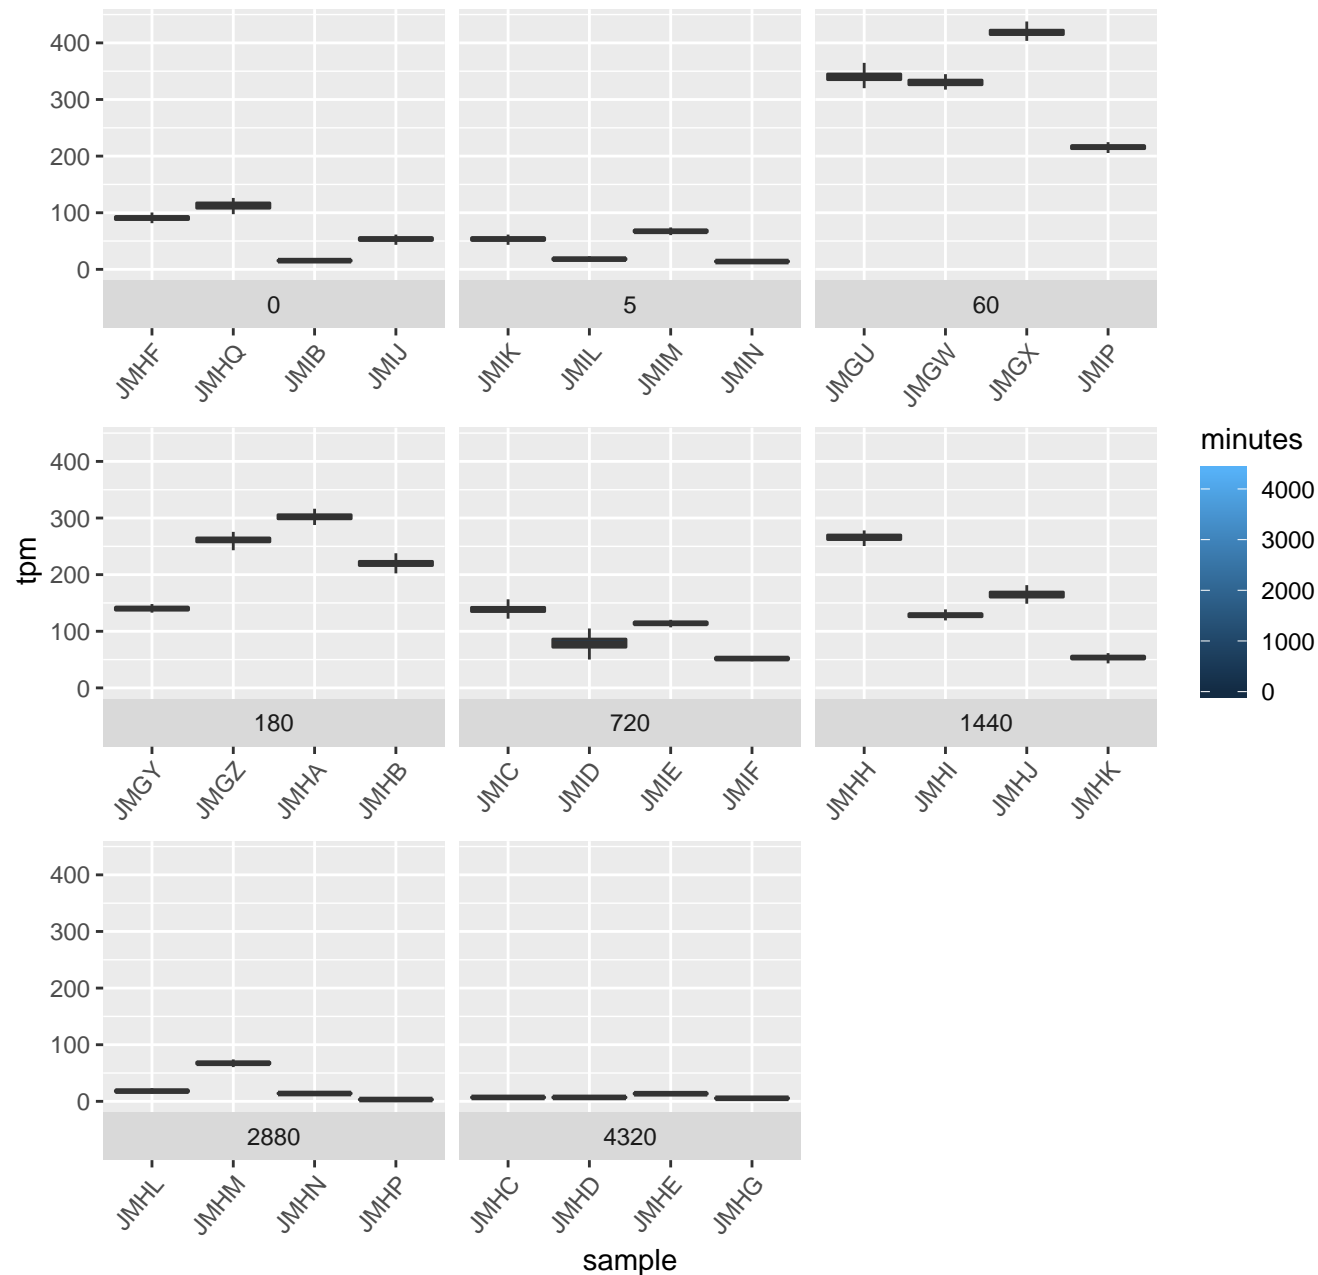 400
300
200
100
0
0
5
60
JMHF
JMHQ
JMIB
JMIJ
JMIK
JMIL
JMIM
JMIN
JMGU
JMGW
JMGX
JMIP
tpm
400
300
200
100
0
180
720
1440
JMGY
JMGZ
JMHA
JMHB
JMIC
JMID
JMIE
JMIF
JMHH
JMHI
JMHJ
JMHK
400
300
200
100
0
2880
4320
JMHL
JMHM
JMHN
JMHP
JMHC
JMHD
JMHE
JMHG
sample
minutes
4000
3000
2000
1000
0